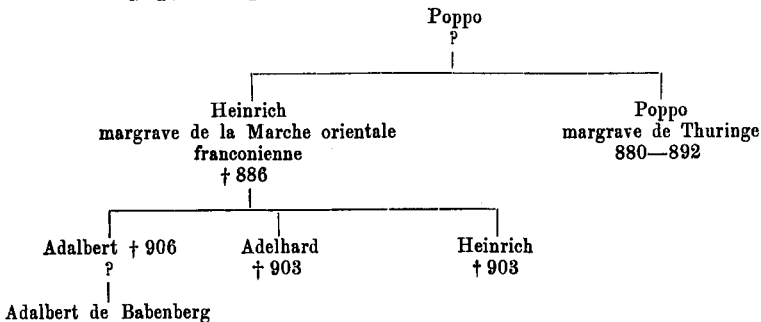 Poppo
?
Heinrich
margrave de la Marche orientale
franconienne
† 886
Poppo
margrave de Thuringe
880—892
Adalbert † 906
?
Adelhard
† 903
Heinrich
† 903
Adalbert de Babenberg